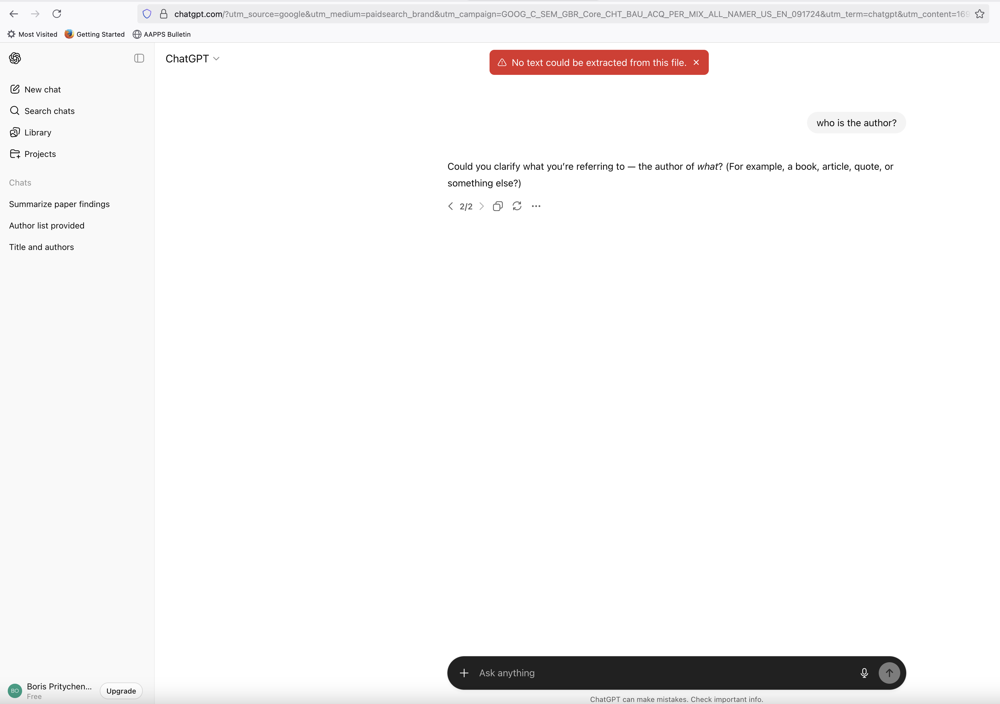 chatgpt.com/?utm_source=google&utm_medium=paidsearch_brand&utm_campaign=GOOG_C_SEM_GBR_Core_CHT_BAU_ACQ_PER_MIX_ALL_NAMER_US_EN_091724&utm_term=chatgpt&utm_content=169
Most Visited Getting Started AAPPS Bulletin
ChatGPT
No text could be extracted from this file.
New chat
Search chats
Library
Projects
Chats
Summarize paper findings
Author list provided
Title and authors
who is the author?
Could you clarify what you’re referring to — the author of what? (For example, a book, article, quote, or
something else?)
2/2
Ask anything
BO
Boris Pritychen...
Free
Upgrade
ChatGPT can make mistakes. Check important info.